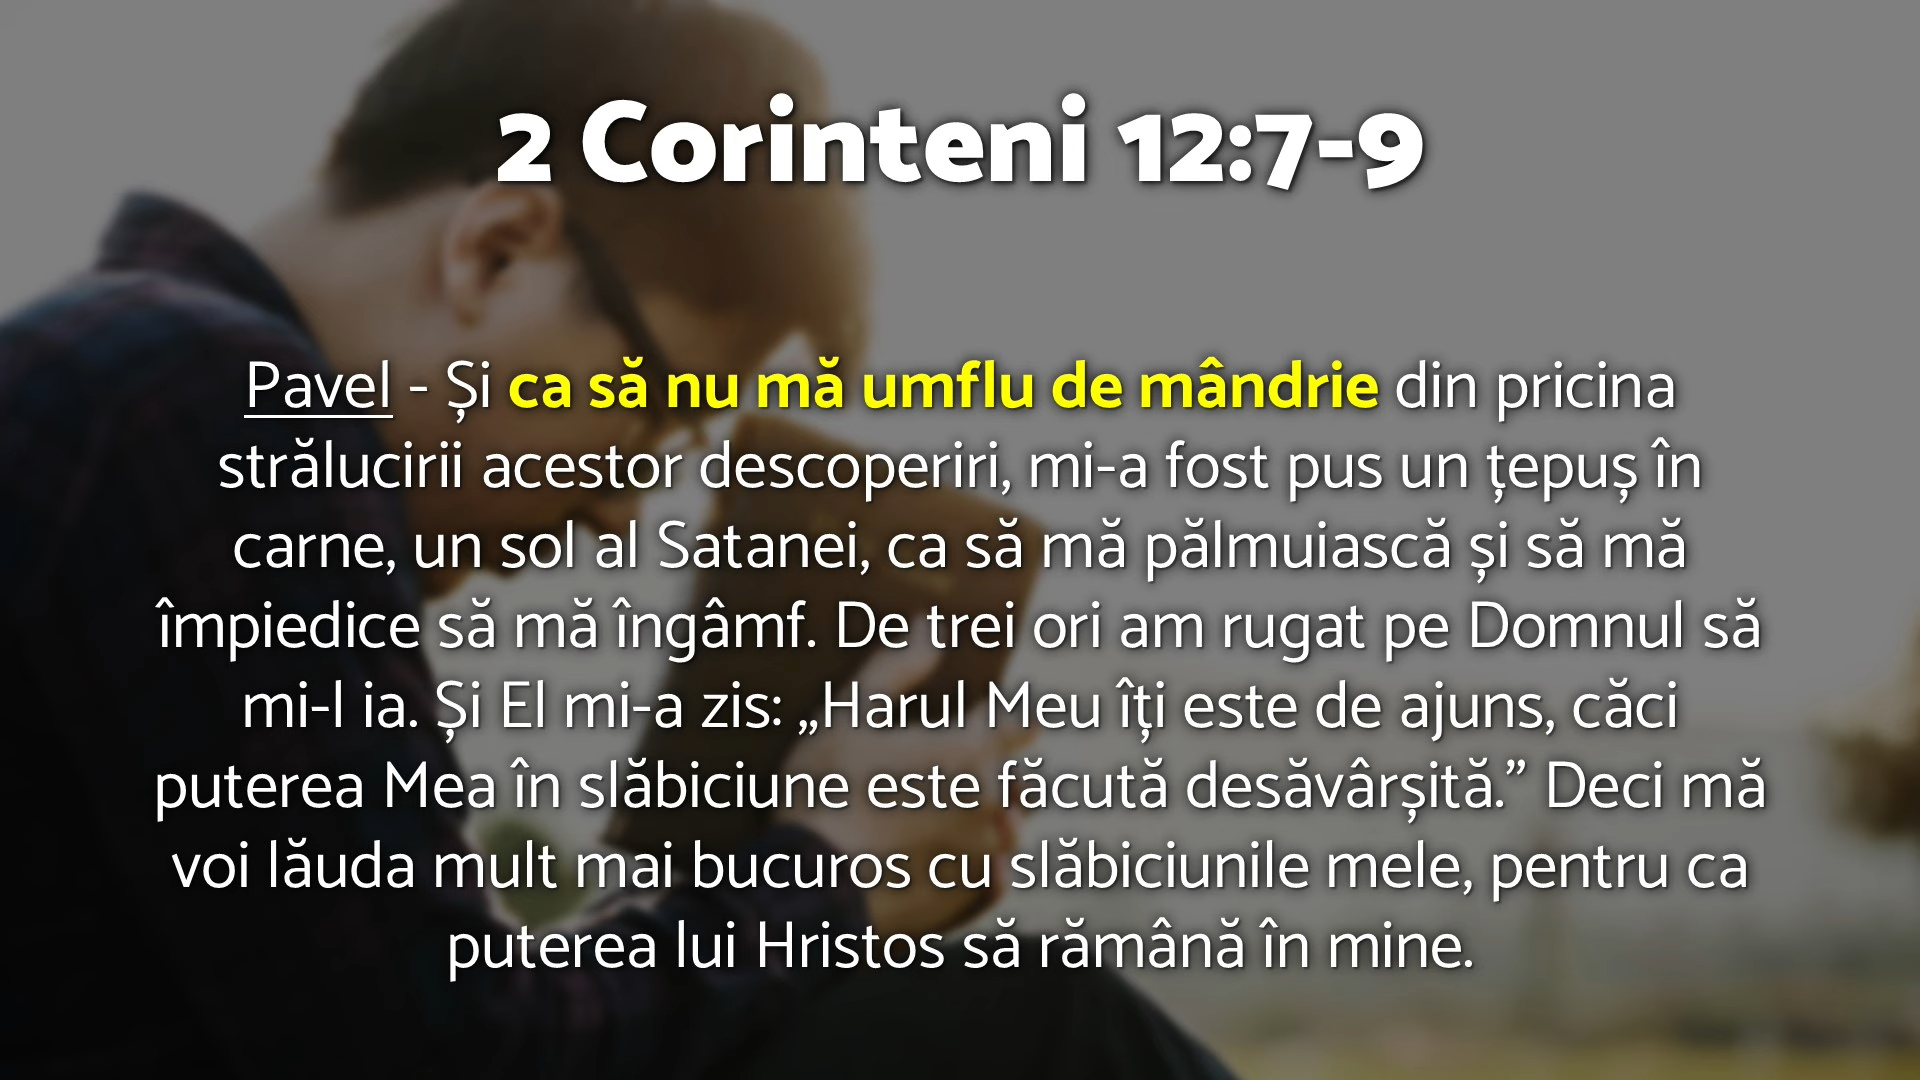 2 Corinteni 12:7-9
Pavel - Și ca să nu mă umflu de mândrie din pricina
strălucirii acestor descoperiri, mi-a fost pus un țepuș în
carne, un sol al Satanei, ca să mă pălmuiască și să mă
împiedice să mă îngâmf. De trei ori am rugat pe Domnul să
mi-l ia. Și El mi-a zis: „Harul Meu îți este de ajuns, căci
puterea Mea în slăbiciune este făcută desăvârșită.” Deci mă
voi lăuda mult mai bucuros cu slăbiciunile mele, pentru ca
puterea lui Hristos să rămână în mine.